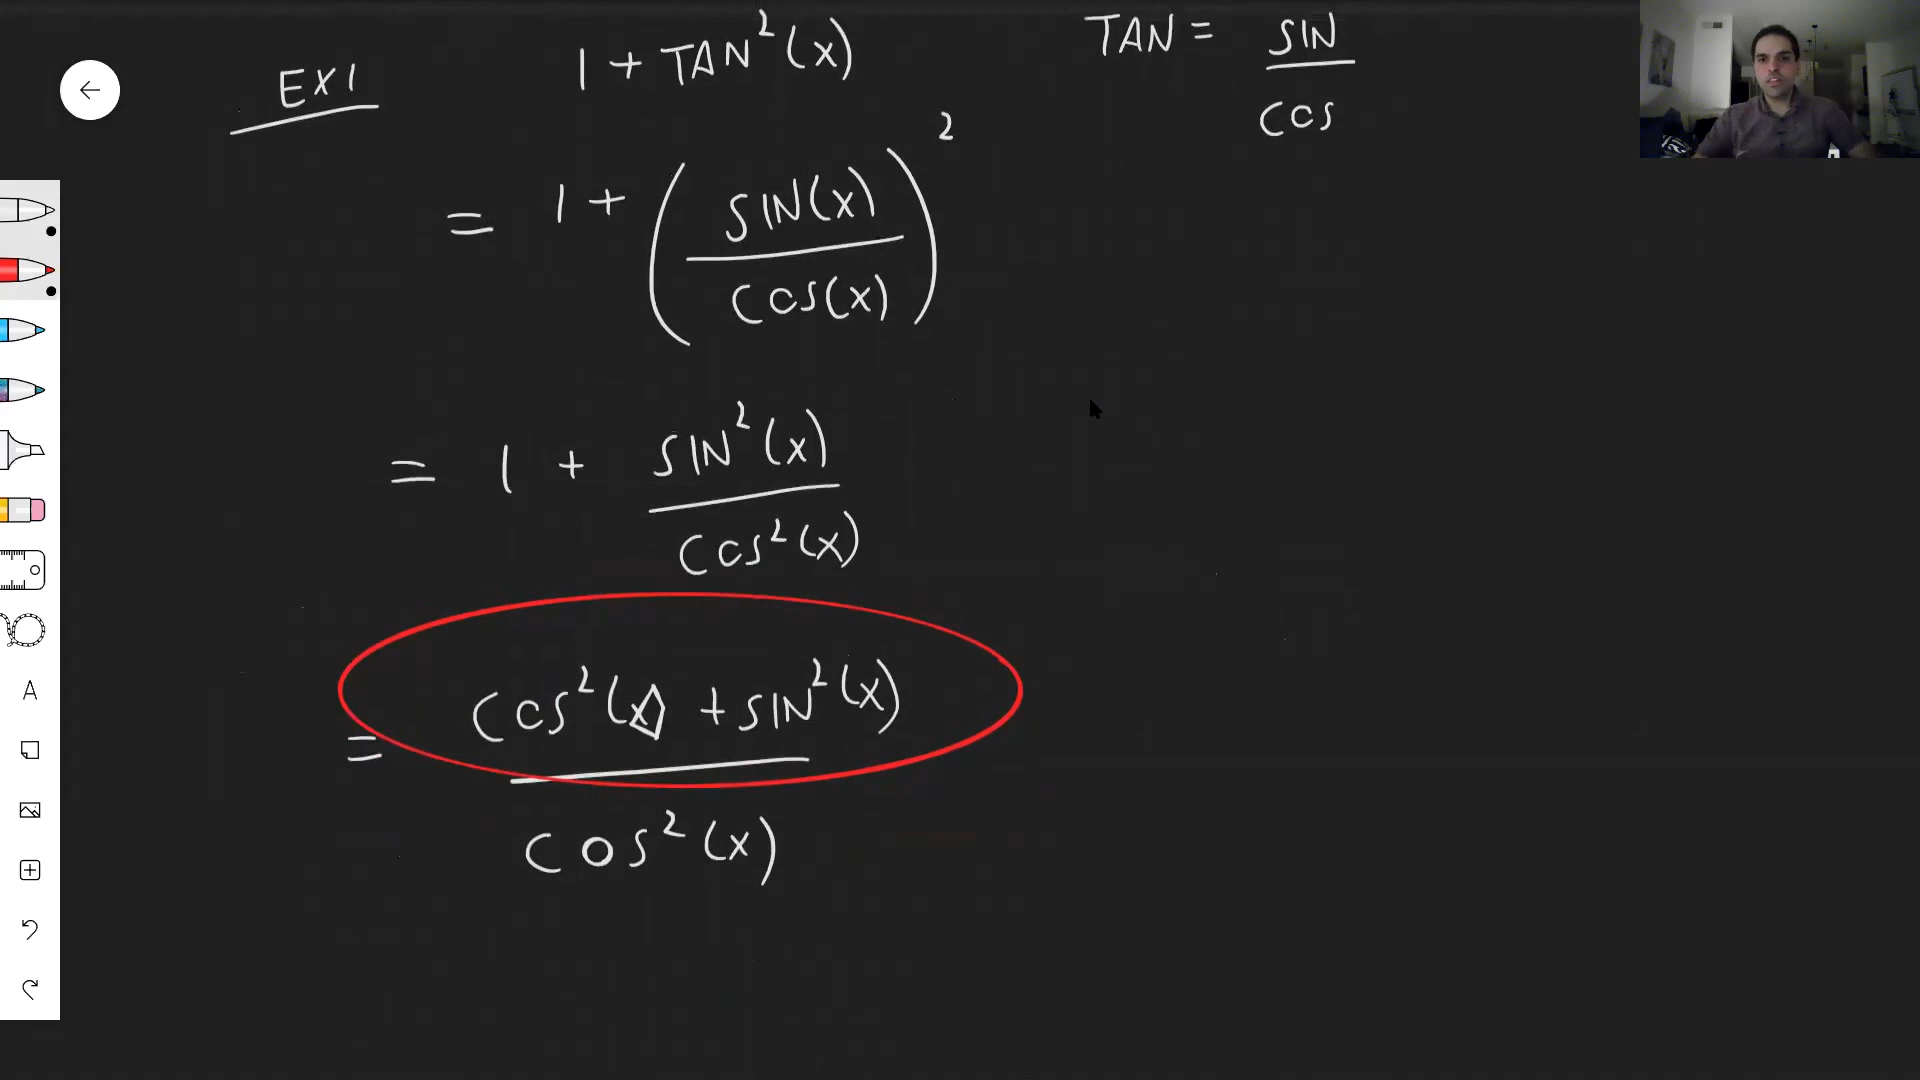 EX1
1 + TAN²(x)
TAN = SIN / COS
= 1 + (SIN(x) / COS(x))²
= 1 + SIN²(x) / COS²(x)
= COS²(x) + SIN²(x) / COS²(x)
A